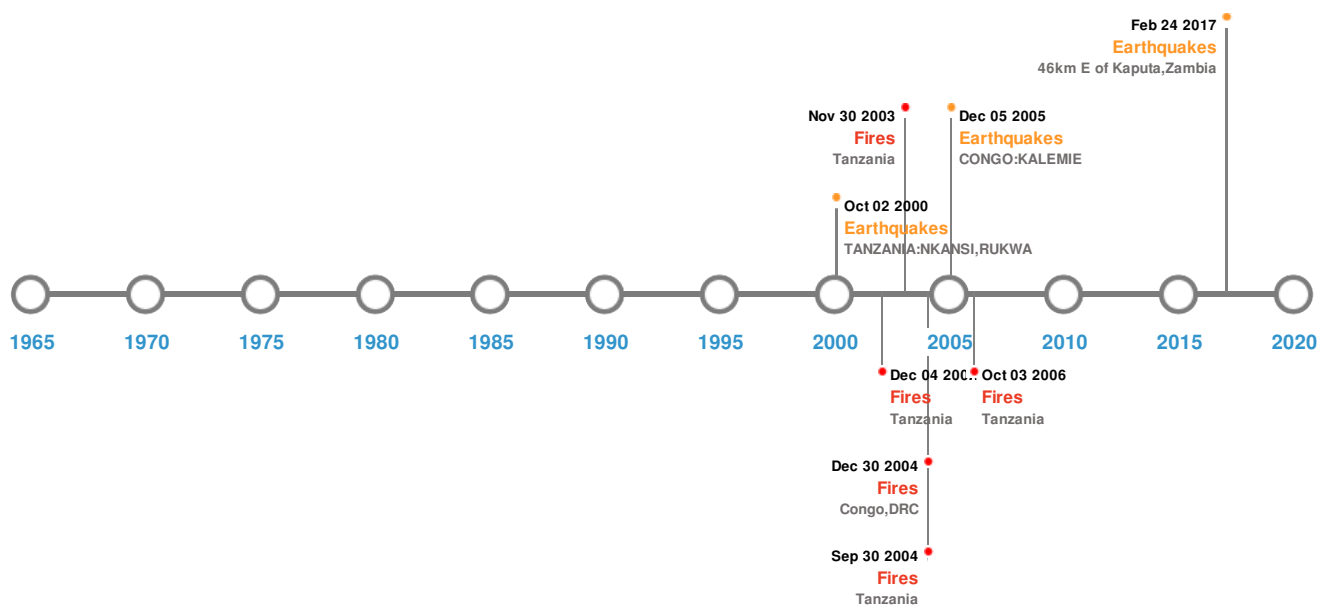 Feb 24 2017
Earthquakes
46km E of Kaputa,Zambia
Nov 30 2003
Fires
Tanzania
Dec 05 2005
Earthquakes
CONGO:KALEMIE
Oct 02 2000
Earthquakes
TANZANIA:NKANSI,RUKWA
1965 1970 1975 1980 1985 1990 1995 2000 2005 2010 2015 2020
Dec 04
Fires
Tanzania
Oct 03 2006
Fires
Tanzania
Dec 30 2004
Fires
Congo,DRC
Sep 30 2004
Fires
Tanzania